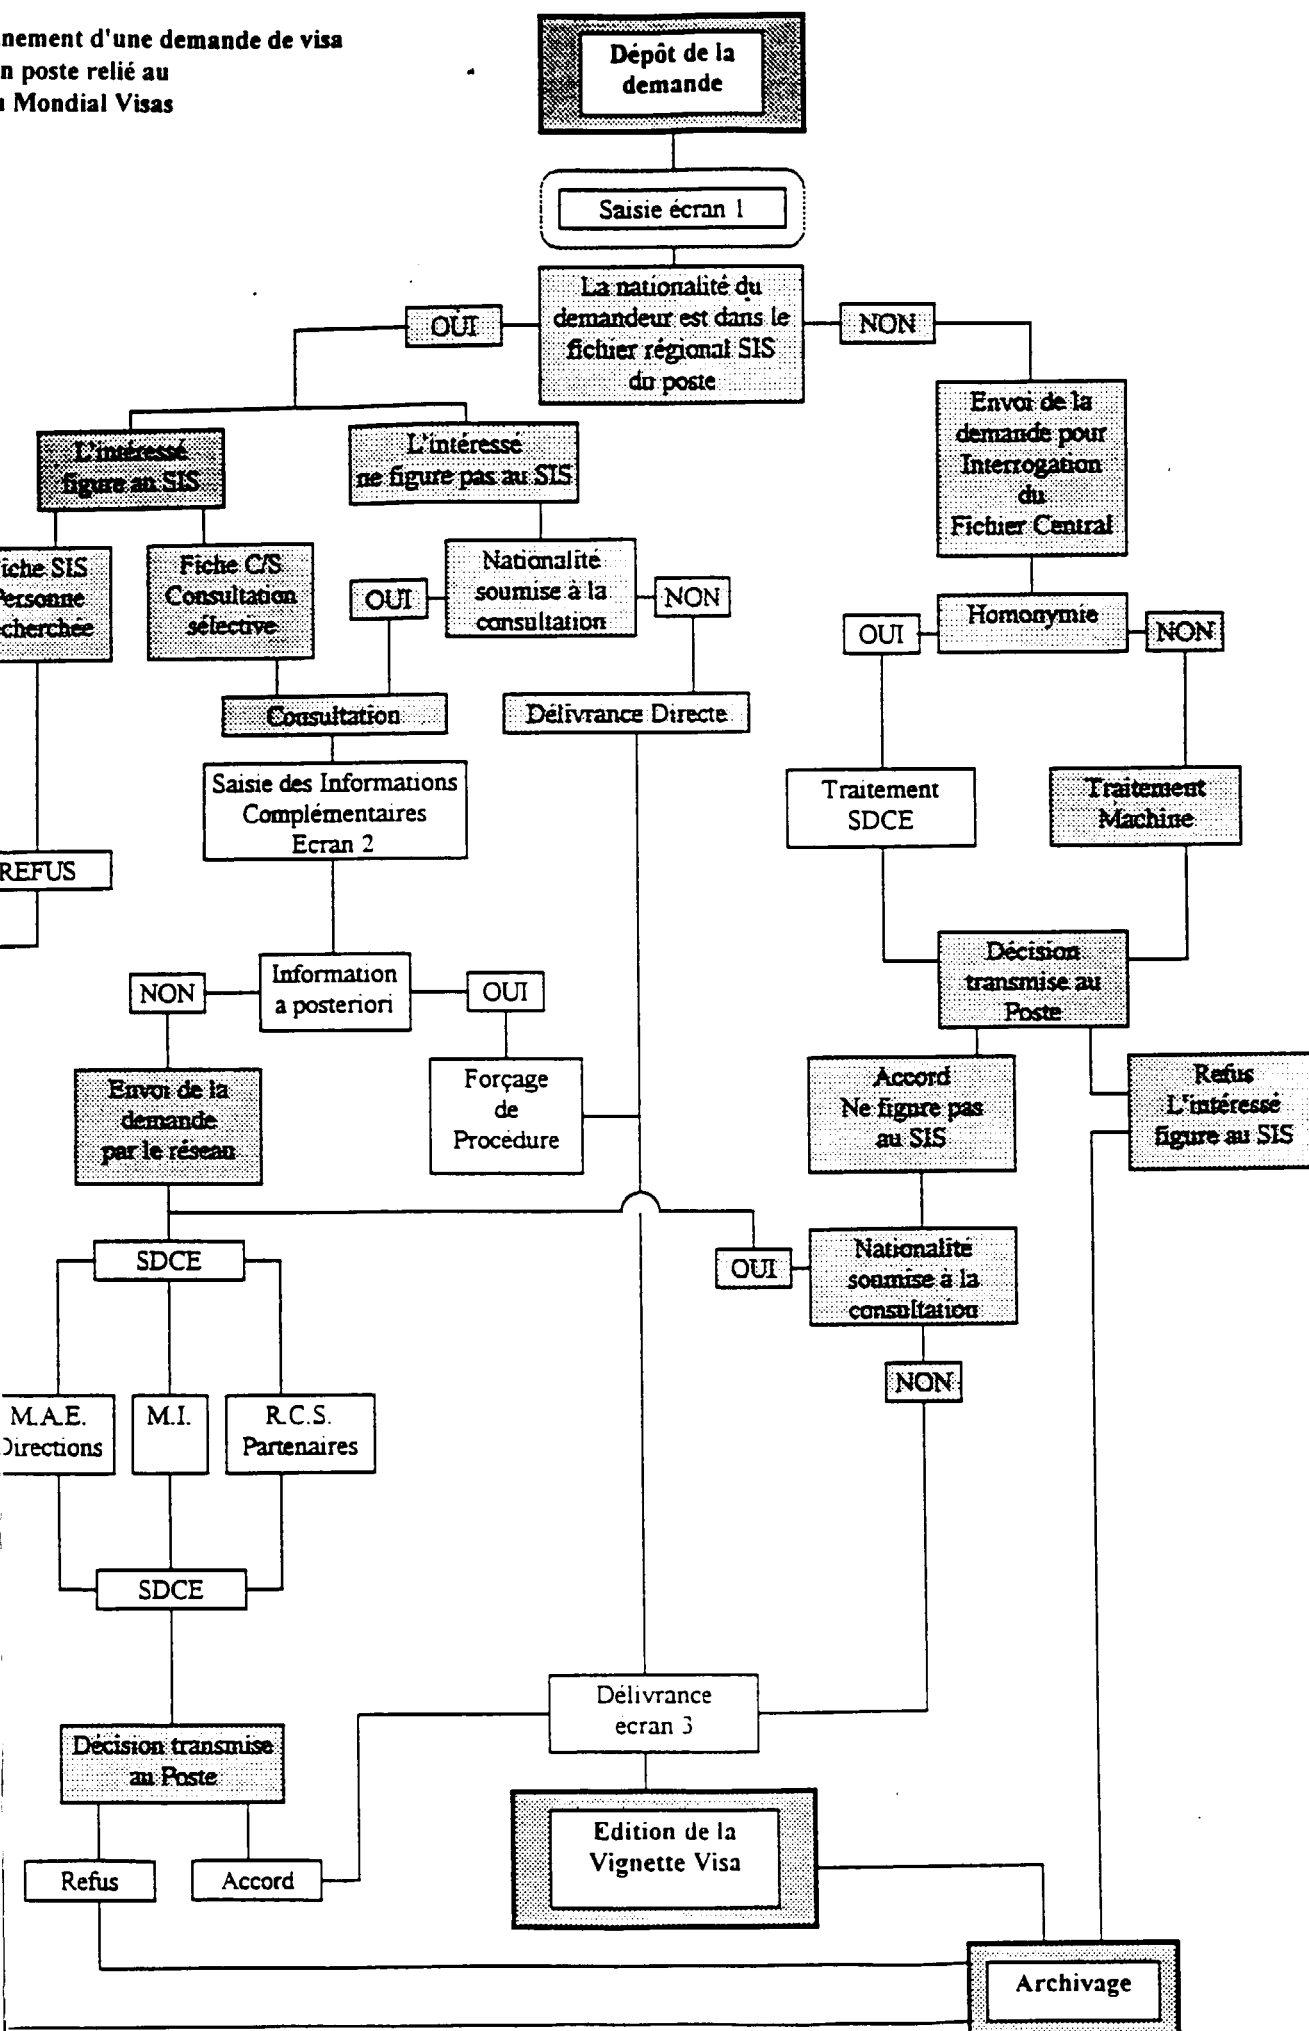 nement d'une demande de visa
n poste relié au
Mondial Visas
Dépôt de la
demande
Saisie écran 1
La nationalité du
demandeur est dans le
fichier régional SIS
du poste
OUI
NON
L'intéressé
figure au SIS
L'intéressé
ne figure pas au SIS
Envoi de la
demande pour
Interrogation
du
Fichier Central
iche SIS
Personne
cherchée
Fiche C/S
Consultation
sélective
OUI
Nationalité
soumise à la
consultation
NON
OUI
Homonymie
NON
Consultation
Délivrance Directe
Saisie des Informations
Complémentaires
Ecran 2
Traitement
SDCE
Traitement
Machine
REFUS
NON
Information
a posteriori
OUI
Décision
transmise au
Poste
Envoi de la
demande
par le réseau
Forçage
de
Procédure
Accord
Ne figure pas
au SIS
Refus
L'intéressé
figure au SIS
SDCE
OUI
Nationalité
soumise à la
consultation
NON
M.A.E.
Directions
M.I.
R.C.S.
Partenaires
SDCE
Délivrance
écran 3
Décision transmise
au Poste
Edition de la
Vignette Visa
Refus
Accord
Archivage